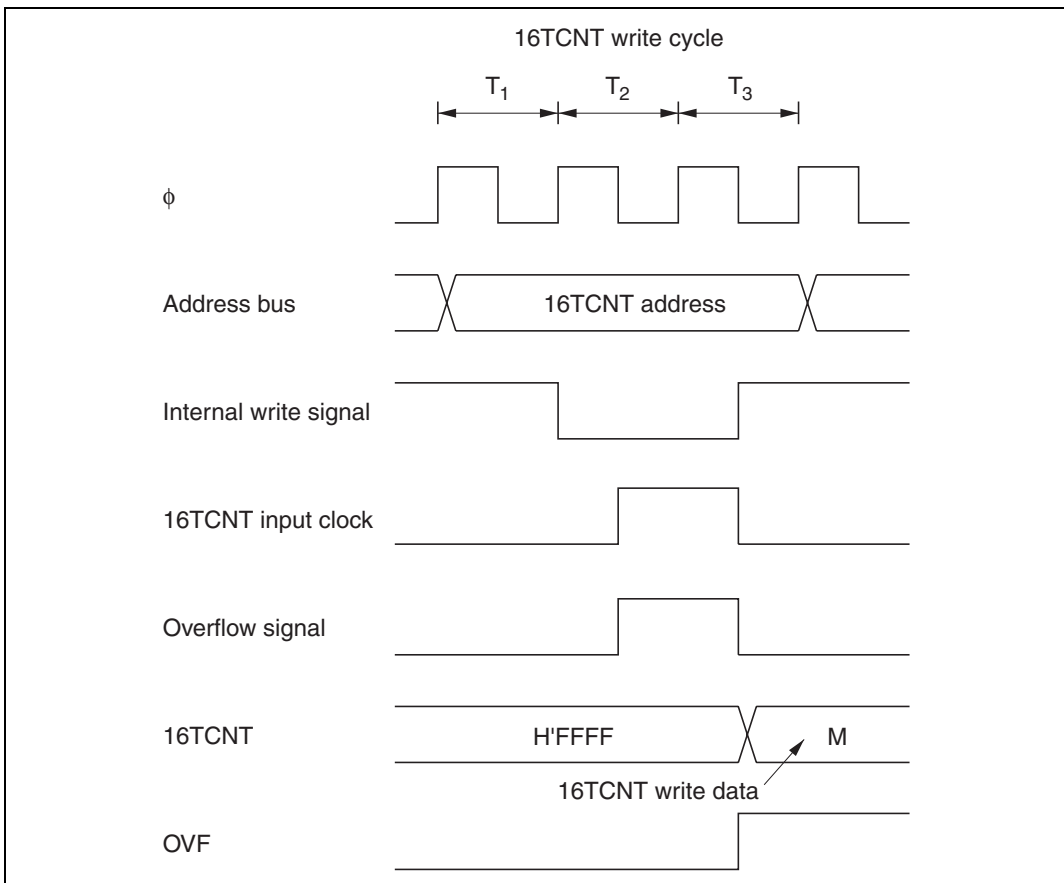 16TCNT write cycle
T1 T2 T3
φ
Address bus 16TCNT address
Internal write signal
16TCNT input clock
Overflow signal
16TCNT H'FFFF M
16TCNT write data
OVF